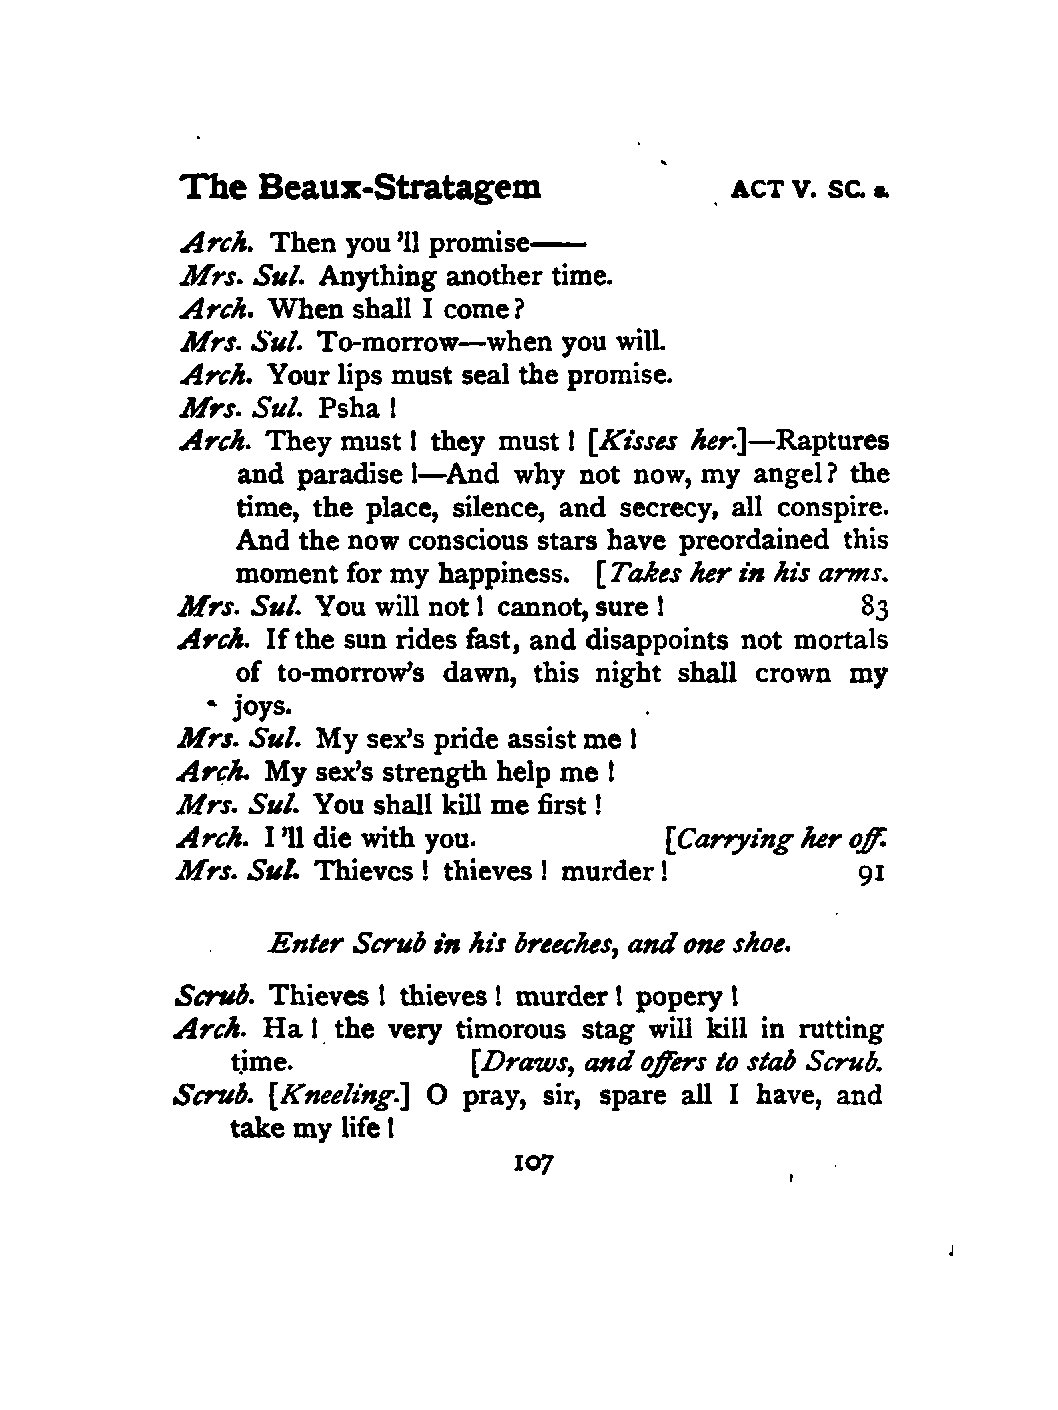 The Beaux-Stratagem ACT V. SC. 2.
Arch. Then you 'll promise——
Mrs. Sul. Anything another time.
Arch. When shall I come?
Mrs. Sul. To-morrow—when you will.
Arch. Your lips must seal the promise.
Mrs. Sul. Psha !
Arch. They must ! they must ! [Kisses her.]—Raptures
and paradise !—And why not now, my angel? the
time, the place, silence, and secrecy, all conspire.
And the now conscious stars have preordained this
moment for my happiness. [Takes her in his arms.
Mrs. Sul. You will not ! cannot, sure ! 83
Arch. If the sun rides fast, and disappoints not mortals
of to-morrow's dawn, this night shall crown my
joys.
Mrs. Sul. My sex's pride assist me !
Arch. My sex's strength help me !
Mrs. Sul. You shall kill me first !
Arch. I 'll die with you. [Carrying her off.
Mrs. Sul. Thieves ! thieves ! murder ! 91
Enter Scrub in his breeches, and one shoe.
Scrub. Thieves ! thieves ! murder ! popery !
Arch. Ha ! the very timorous stag will kill in rutting
time. [Draws, and offers to stab Scrub.
Scrub. [Kneeling.] O pray, sir, spare all I have, and
take my life !
107